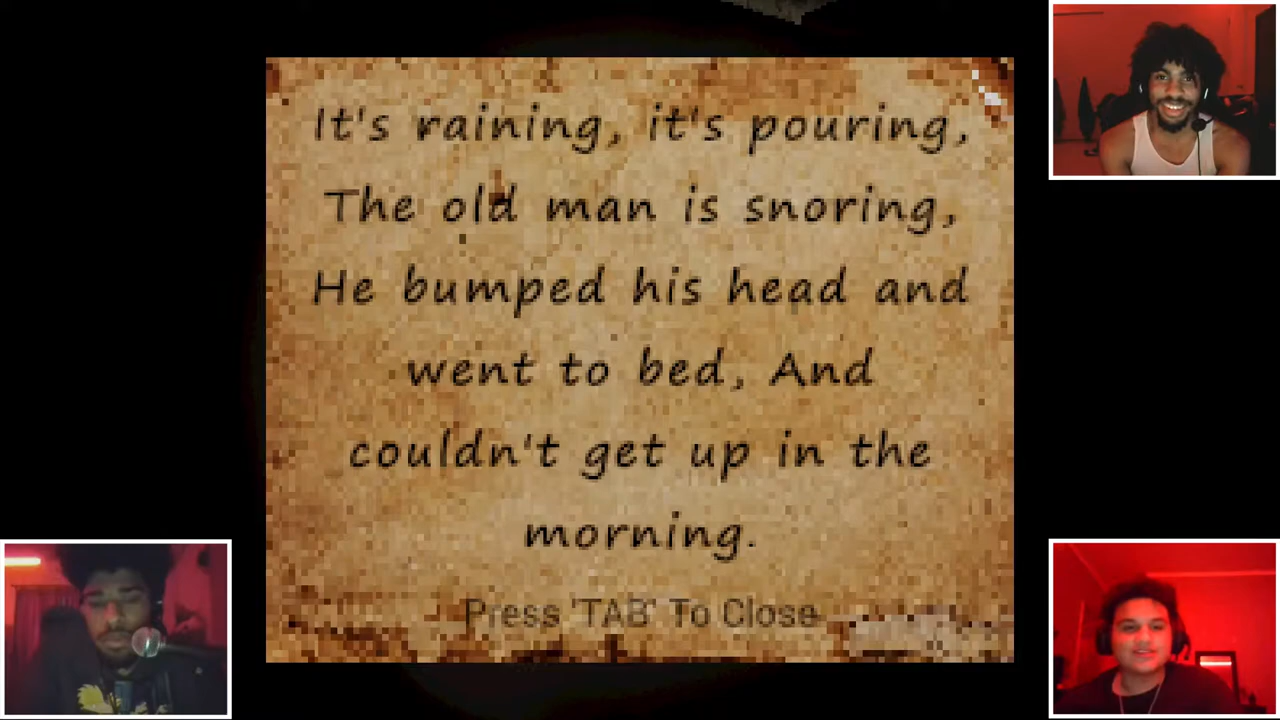 It's raining, it's pouring,
The old man is snoring,
He bumped his head and
went to bed, And
couldn't get up in the
morning.
Press 'TAB' To Close